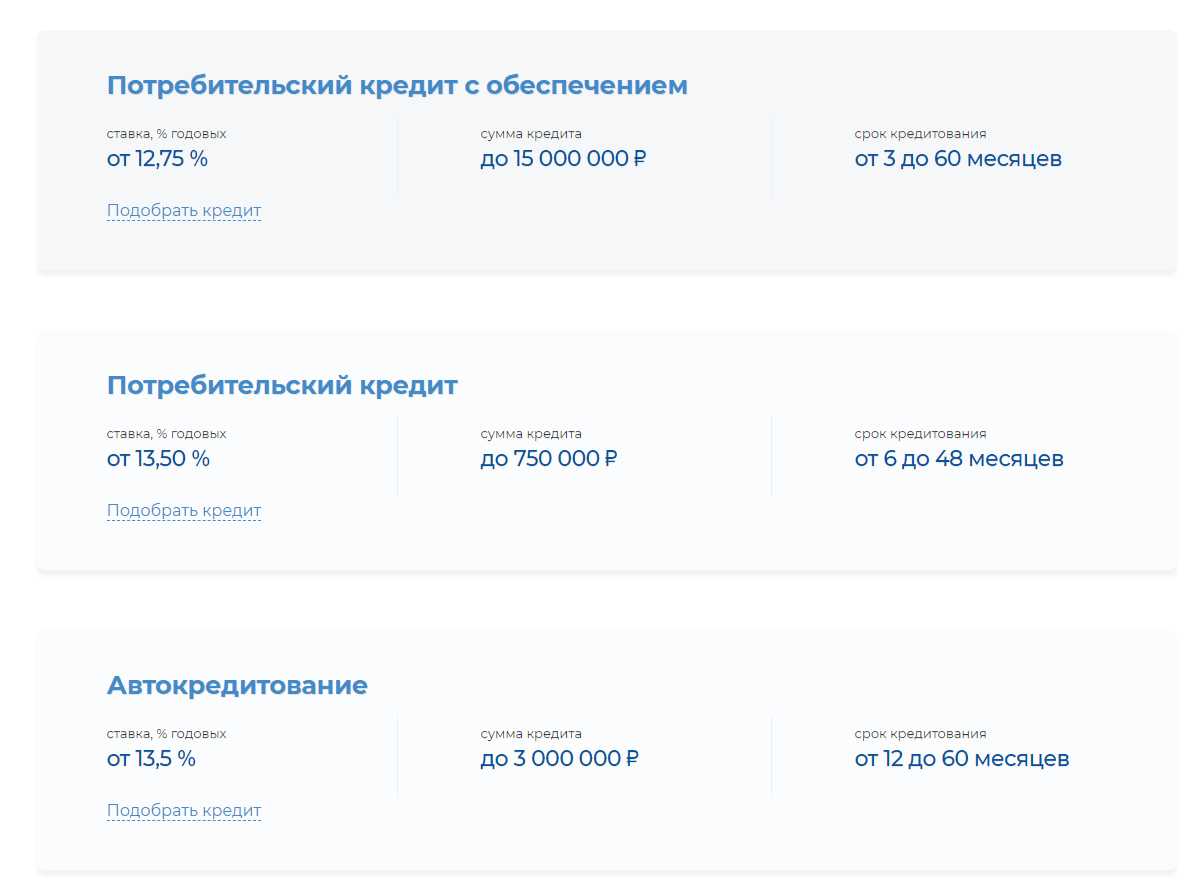 Потребительский кредит с обеспечением
ставка, % годовых
от 12,75 %
сумма кредита
до 15 000 000 ₽
срок кредитования
от 3 до 60 месяцев
Подобрать кредит
Потребительский кредит
ставка, % годовых
от 13,50 %
сумма кредита
до 750 000 ₽
срок кредитования
от 6 до 48 месяцев
Подобрать кредит
Автокредитование
ставка, % годовых
от 13,5 %
сумма кредита
до 3 000 000 ₽
срок кредитования
от 12 до 60 месяцев
Подобрать кредит